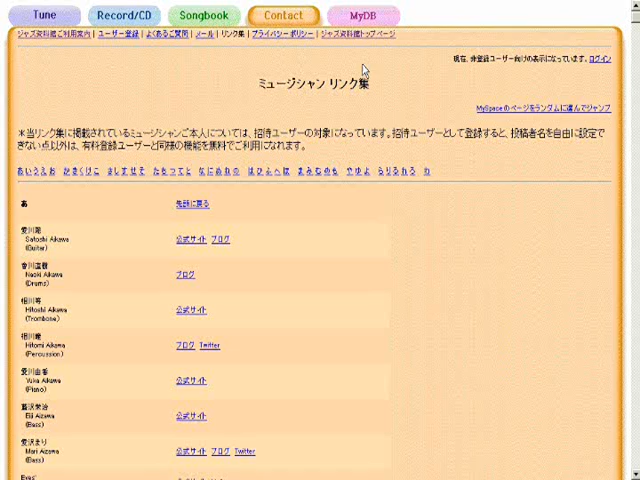 Tune Record/CD Songbook Contact MyDB
ジャズ資料館ご利用案内 | ユーザー登録 | よくあるご質問 | メール | リンク集 | プライバシーポリシー | ジャズ資料館トップページ
現在、非登録ユーザー向けの表示になっています。ログイン
ミュージシャン リンク集
MySpaceのページをランダムに選んでジャンプ
＊当リンク集に掲載されているミュージシャンご本人については、招待ユーザーの対象になっています。招待ユーザーとして登録すると、投稿者名を自由に設定で
きない点以外は、有料登録ユーザーと同様の機能を無料でご利用になれます。
あいうえお かきくけこ さしすせそ たちつてと なにぬねの はひふへほ まみむめも やゆよ らりるれろ わ
あ 先頭に戻る
Satoshi Aikawa 公式サイト ブログ
(Guitar)
Naoki Aikawa ブログ
(Drums)
相川等
Hitoshi Aikawa 公式サイト
(Trombone)
相川瞳
Hitomi Aikawa ブログ Twitter
(Percussion)
愛川由香
Yuka Aikawa 公式サイト
(Piano)
藍沢栄治
Eiji Aizawa 公式サイト
(Bass)
愛沢まり
Mari Aizawa 公式サイト ブログ Twitter
(Bass)